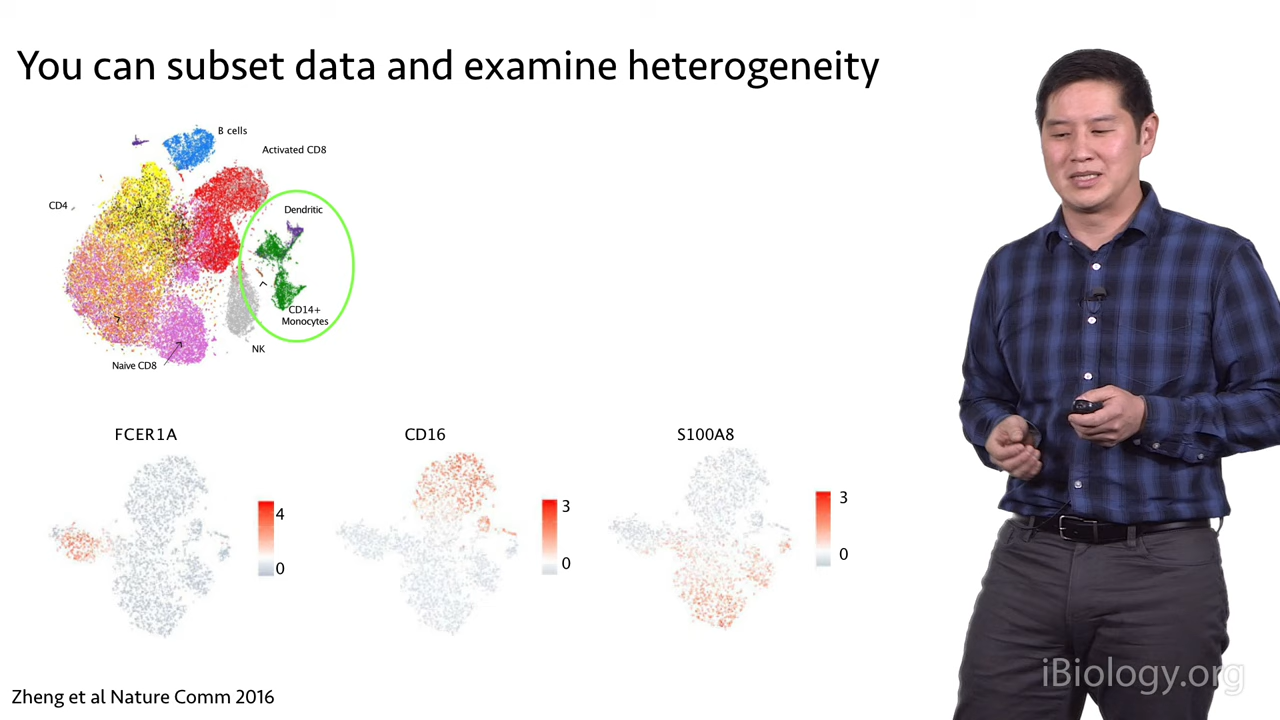 You can subset data and examine heterogeneity
B cells
Activated CD8
CD4
Dendritic
CD14+
Monocytes
NK
Naive CD8
FCER1A
4
0
CD16
3
0
S100A8
3
0
Zheng et al Nature Comm 2016
iBiology.org